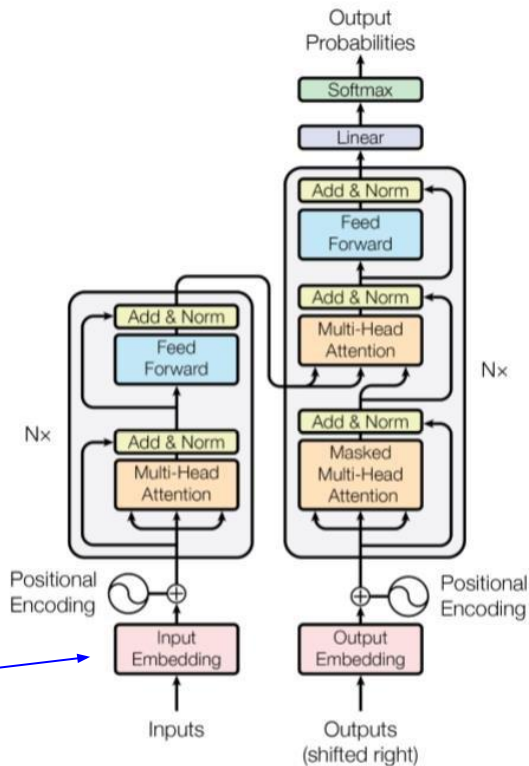 Output
Probabilities
Softmax
Linear
Add & Norm
Feed
Forward
Add & Norm
Multi-Head
Attention
Nx
Add & Norm
Masked
Multi-Head
Attention
Positional
Encoding
Output
Embedding
Outputs
(shifted right)
Add & Norm
Feed
Forward
Nx
Add & Norm
Multi-Head
Attention
Positional
Encoding
Input
Embedding
Inputs